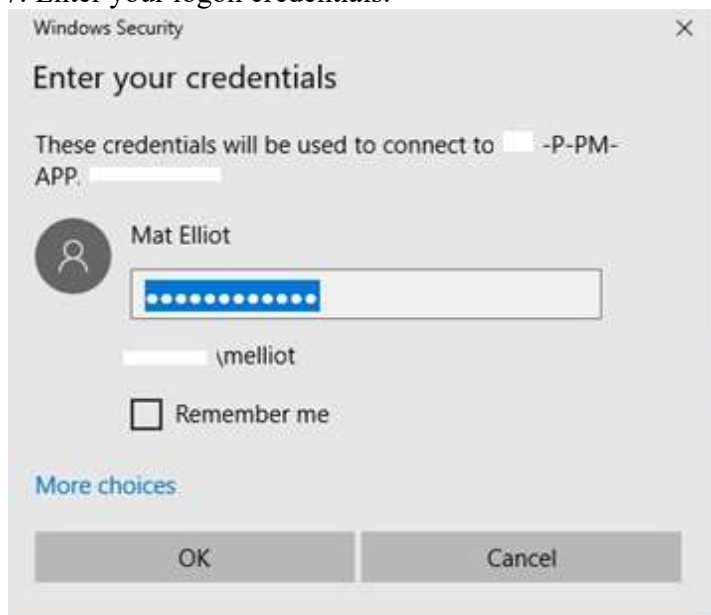 7. Enter your logon credentials.
Windows Security
Enter your credentials
These credentials will be used to connect to -P-PM-
APP.
Mat Elliot
••••••••••••
\melliot
Remember me
More choices
OK
Cancel